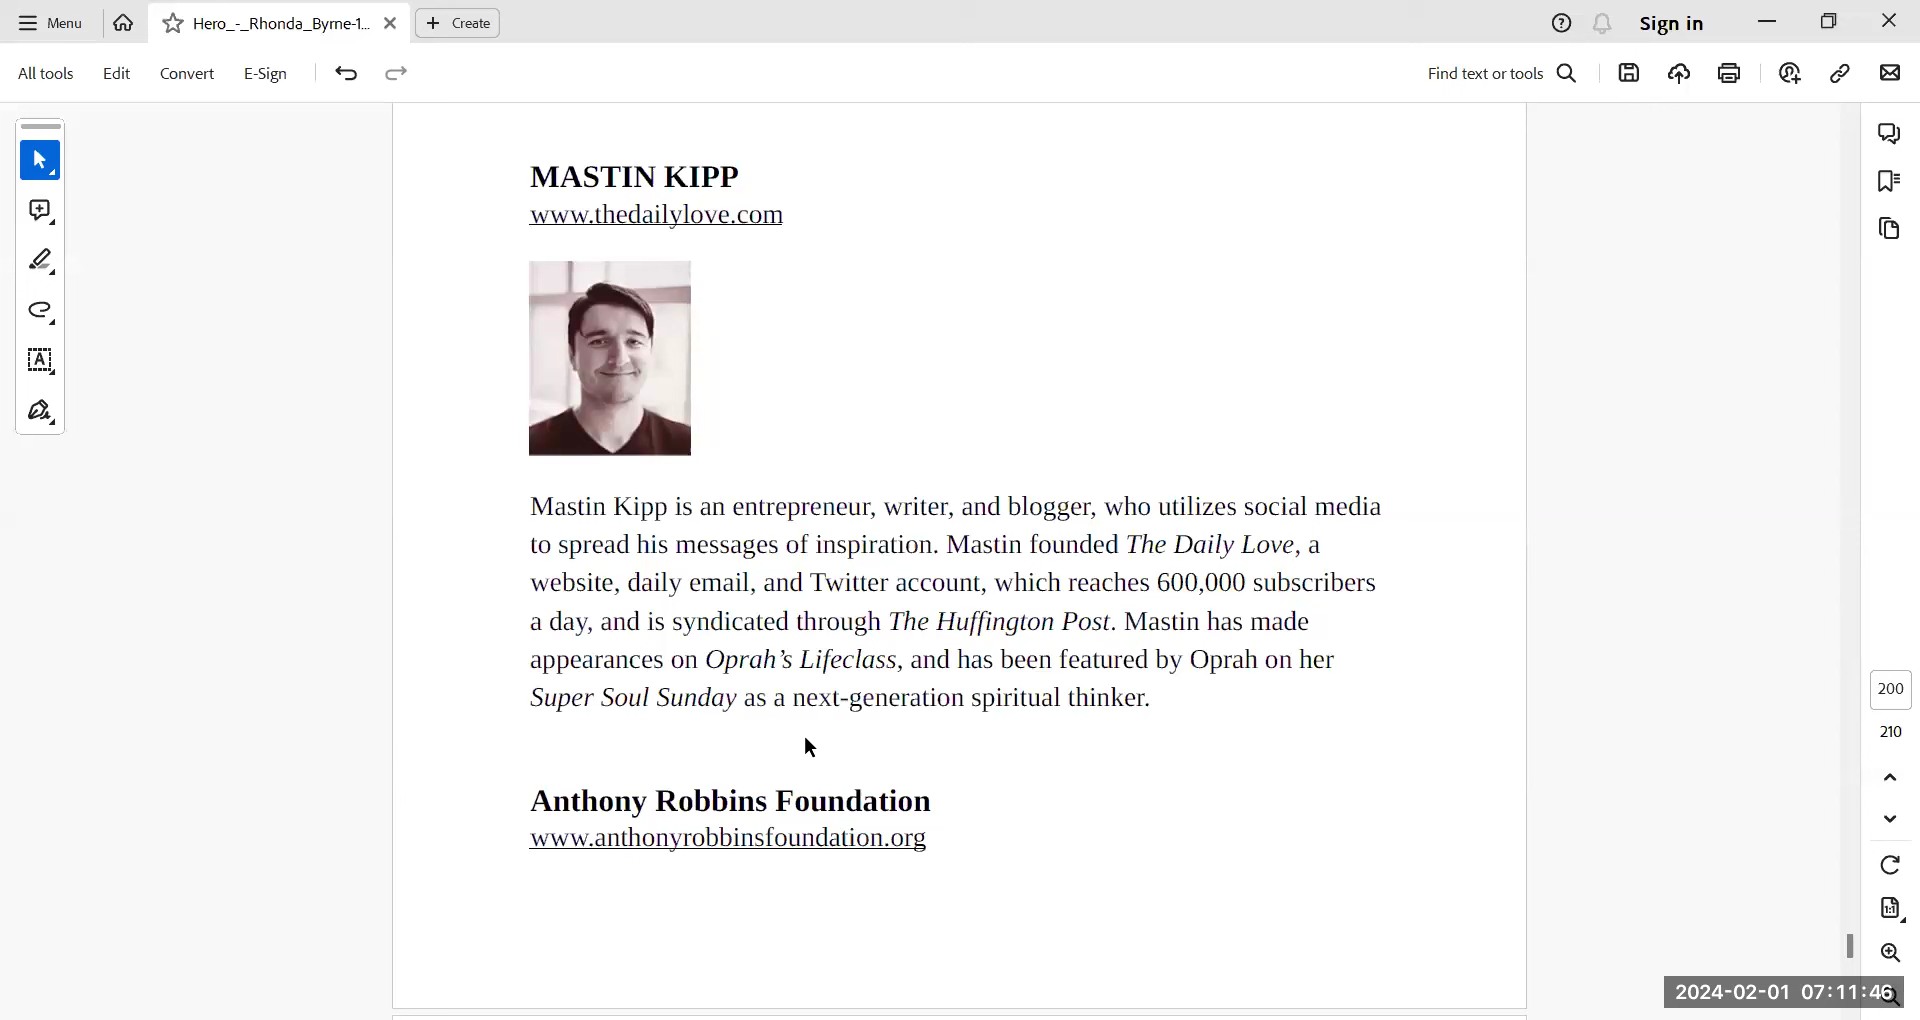 Menu
Hero_-_Rhonda_Byrne-1...
Create
Sign in
All tools
Edit
Convert
E-Sign
Find text or tools
MASTIN KIPP
www.thedailylove.com
Mastin Kipp is an entrepreneur, writer, and blogger, who utilizes social media
to spread his messages of inspiration. Mastin founded The Daily Love, a
website, daily email, and Twitter account, which reaches 600,000 subscribers
a day, and is syndicated through The Huffington Post. Mastin has made
appearances on Oprah’s Lifeclass, and has been featured by Oprah on her
Super Soul Sunday as a next-generation spiritual thinker.
Anthony Robbins Foundation
www.anthonyrobbinsfoundation.org
200
210
2024-02-01 07:11:46